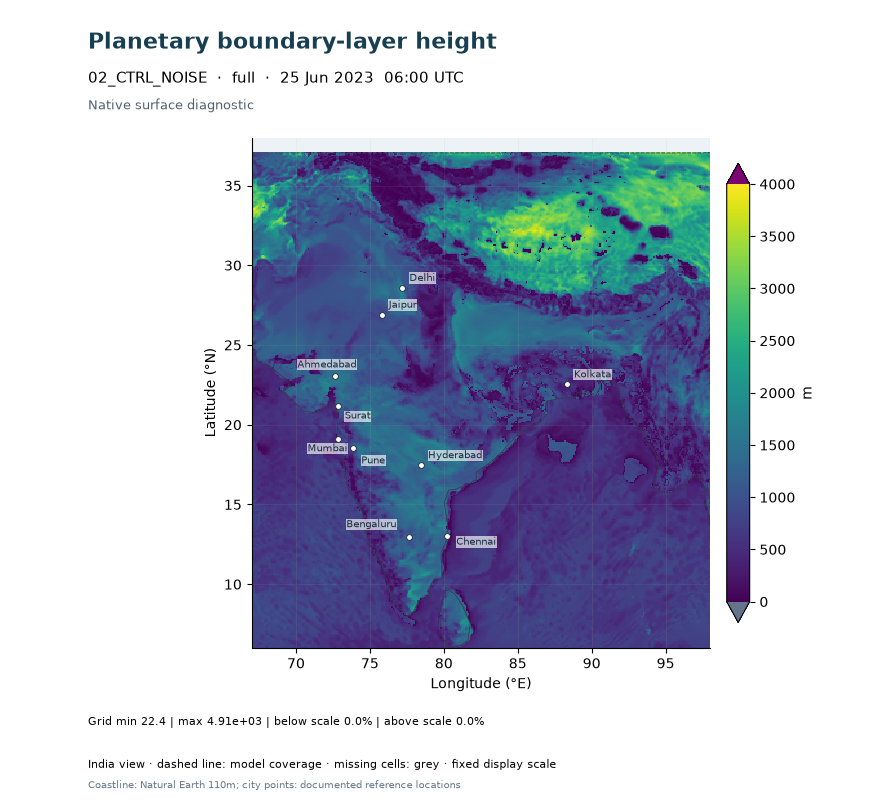 Planetary boundary-layer height
02_CTRL_NOISE · full · 25 Jun 2023 06:00 UTC
Native surface diagnostic
35
30
25
20
15
10
Latitude (°N)
Delhi
Jaipur
Ahmedabad
Kolkata
Surat
Mumbai
Pune
Hyderabad
Bengaluru
Chennai
70 75 80 85 90 95
Longitude (°E)
4000
3500
3000
2500
2000
1500
1000
500
0
m
Grid min 22.4 | max 4.91e+03 | below scale 0.0% | above scale 0.0%
India view · dashed line: model coverage · missing cells: grey · fixed display scale
Coastline: Natural Earth 110m; city points: documented reference locations